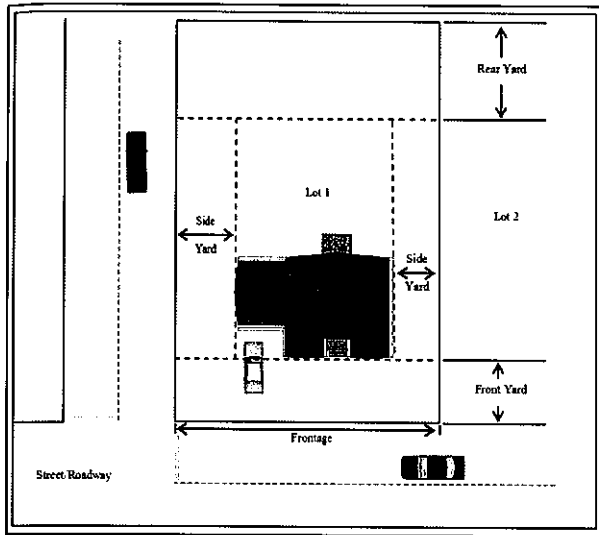 Rear Yard
Lot 1
Lot 2
Side
Yard
Side
Yard
Front Yard
Frontage
Street/Roadway